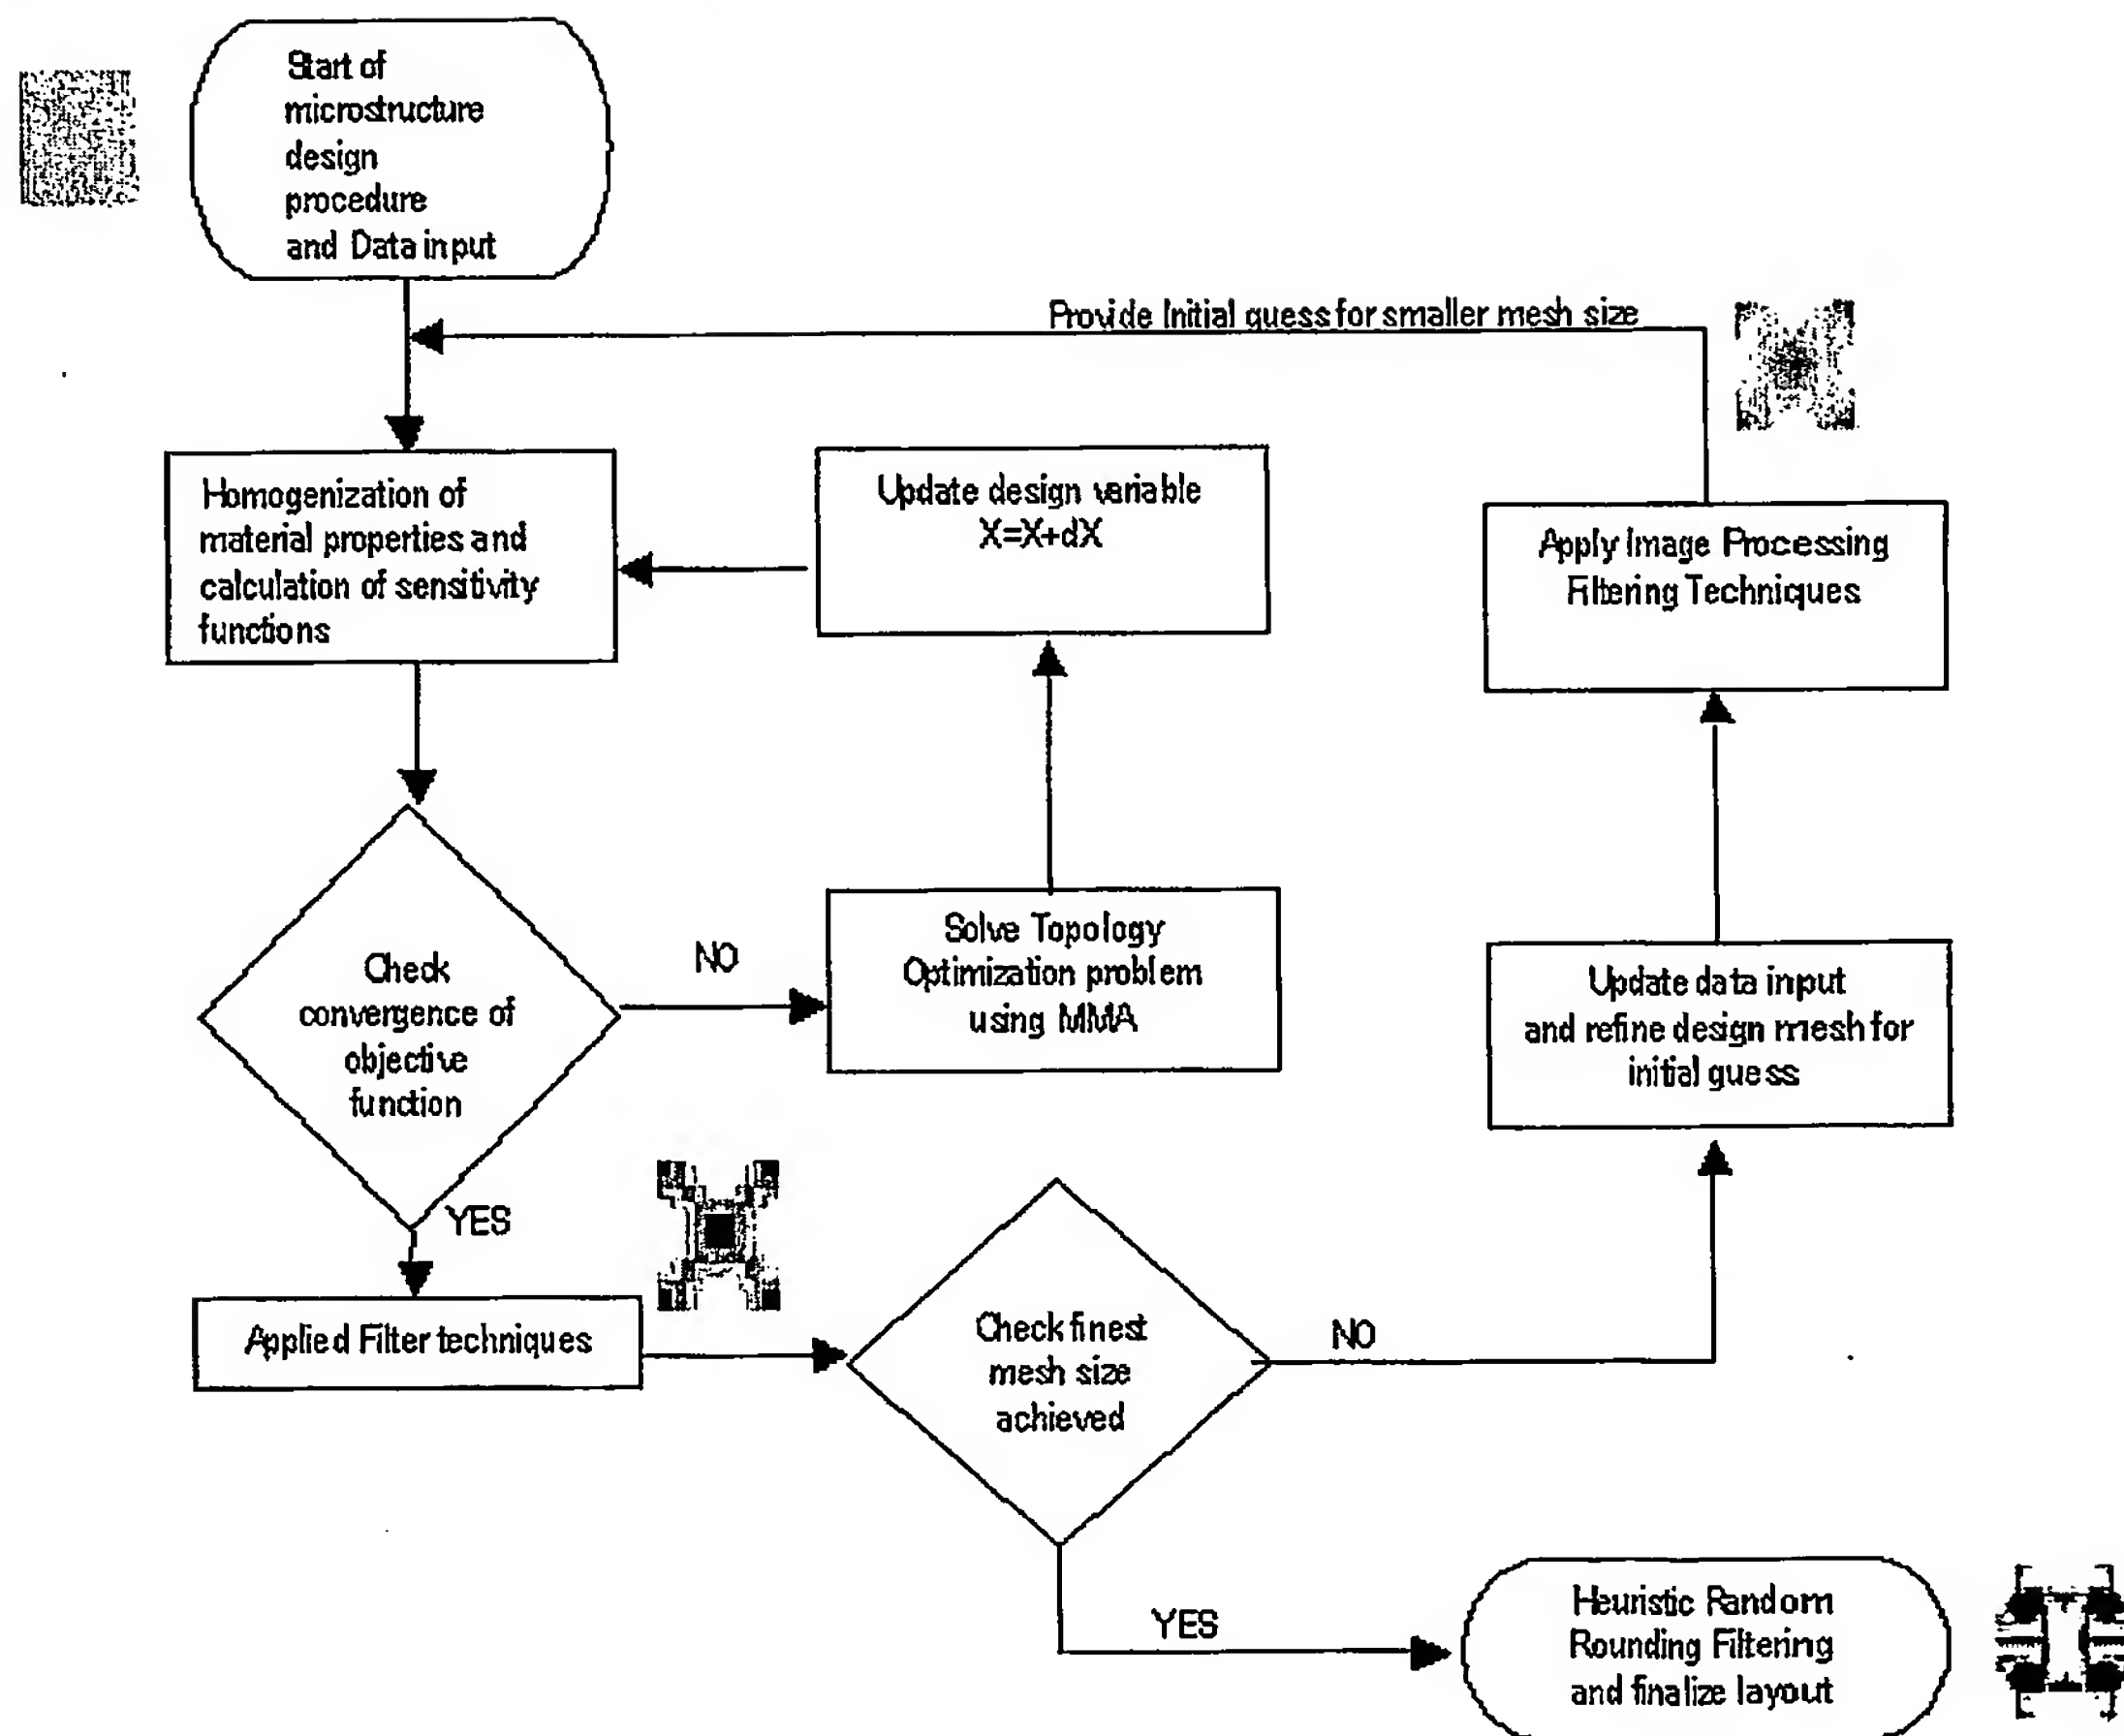 Start of
microstructure
design
procedure
and Data input
Provide Initial guess for smaller mesh size
Homogenization of
material properties and
calculation of sensitivity
functions
Update design variable
X=X+dX
Apply Image Processing
Filtering Techniques
Check
convergence of
objective
function
NO
Solve Topology
Optimization problem
using MMA
Update data input
and refine design mesh for
initial guess
YES
Applied Filter techniques
Check finest
mesh size
achieved
NO
YES
Heuristic Random
Rounding Filtering
and finalize layout